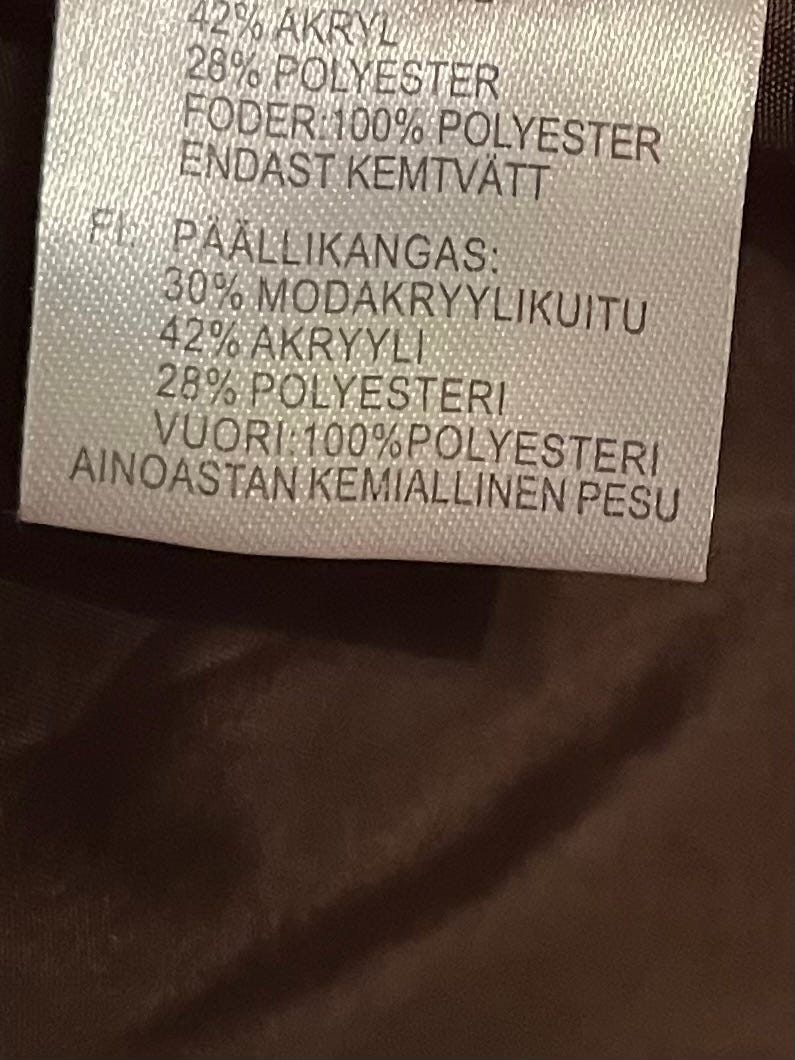 42% AKRYL
28% POLYESTER
FODER:100% POLYESTER
ENDAST KEMTVÄTT
FI: PÄÄLLIKANGAS:
30% MODAKRYYLIKUITU
42% AKRYYLI
28% POLYESTERI
VUORI:100%POLYESTERI
AINOASTAN KEMIALLINEN PESU